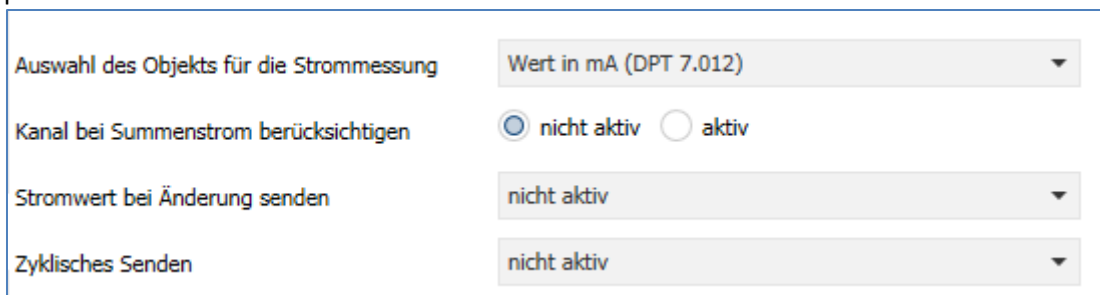 Auswahl des Objekts für die Strommessung Wert in mA (DPT 7.012)
Kanal bei Summenstrom berücksichtigen nicht aktiv aktiv
Stromwert bei Änderung senden nicht aktiv
Zyklisches Senden nicht aktiv